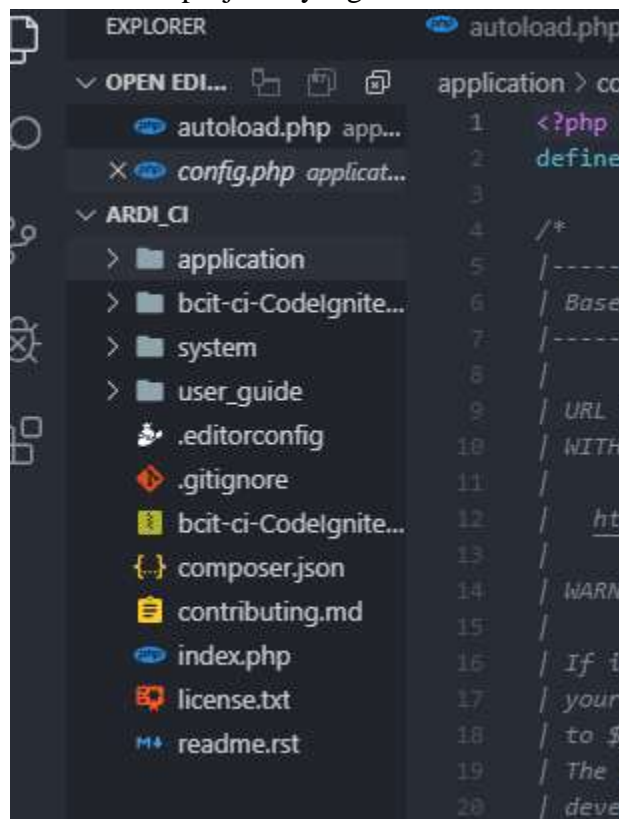 EXPLORER
OPEN EDI...
autoload.php app...
config.php applicat...
ARDI_CI
application
bcit-ci-CodeIgnite...
system
user_guide
.editorconfig
.gitignore
bcit-ci-CodeIgnite...
composer.json
contributing.md
index.php
license.txt
readme.rst
autoload.php
application > co
1 <?php
2 define
3
4 /*
5 |-----
6 | Base
7 |-----
8 |
9 | URL
10 | WITH
11 |
12 | ht
13 |
14 | WARN
15 |
16 | If i
17 | your
18 | to $
19 | The
20 | deve